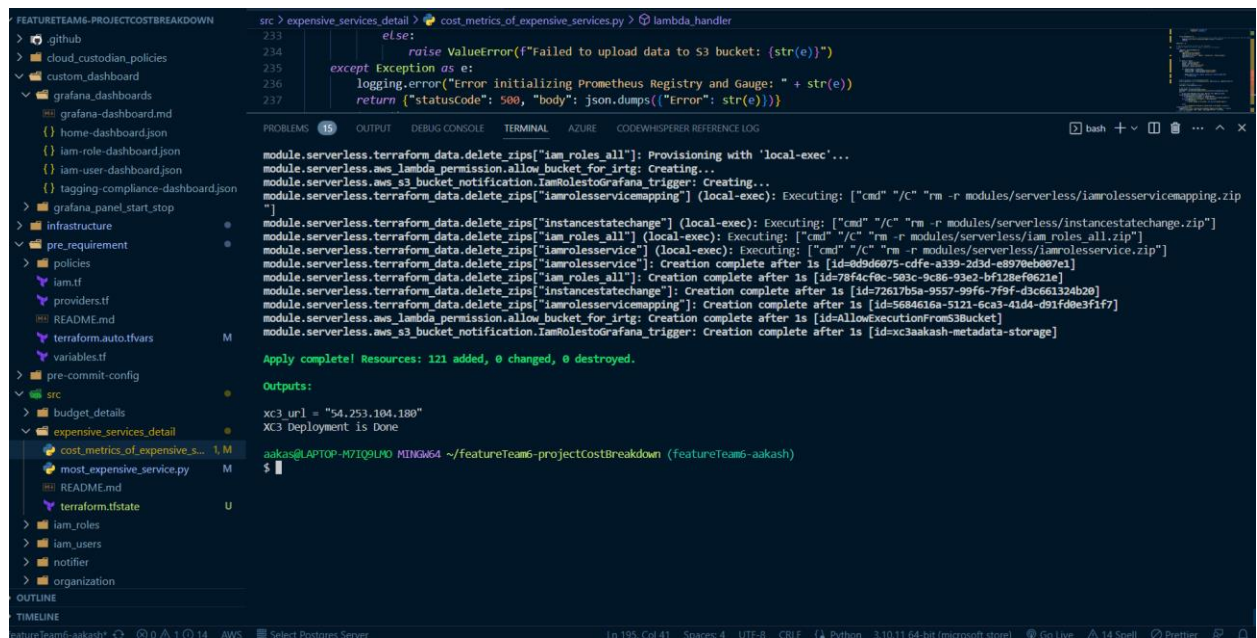 FEATURETEAM6-PROJECTCOSTBREAKDOWN
.github
cloud_custodian_policies
custom_dashboard
grafana_dashboards
grafana-dashboard.md
{} home-dashboard.json
{} iam-role-dashboard.json
{} iam-user-dashboard.json
{} tagging-compliance-dashboard.json
grafana_panel_start_stop
infrastructure
pre_requirement
policies
iam.tf
providers.tf
README.md
terraform.auto.tfvars M
variables.tf
pre-commit-config
src
budget_details
expensive_services_detail
cost_metrics_of_expensive_s... 1, M
most_expensive_service.py M
README.md
terraform.tfstate U
iam_roles
iam_users
notifier
organization
OUTLINE
TIMELINE
src > expensive_services_detail > cost_metrics_of_expensive_services.py > lambda_handler
233 else:
234 raise ValueError(f"Failed to upload data to S3 bucket: {str(e)}")
235 except Exception as e:
236 logging.error("Error initializing Prometheus Registry and Gauge: " + str(e))
237 return {"statusCode": 500, "body": json.dumps({"Error": str(e)})}
PROBLEMS 15 OUTPUT DEBUG CONSOLE TERMINAL AZURE CODEWHISPERER REFERENCE LOG bash
module.serverless.terraform_data.delete_zips["iam_roles_all"]: Provisioning with 'local-exec'...
module.serverless.aws_lambda_permission.allow_bucket_for_irtg: Creating...
module.serverless.aws_s3_bucket_notification.IamRolestoGrafana_trigger: Creating...
module.serverless.terraform_data.delete_zips["iamrolesservicemapping"] (local-exec): Executing: ["cmd" "/C" "rm -r modules/serverless/iamrolesservicemapping.zip
"]
module.serverless.terraform_data.delete_zips["instancestatechange"] (local-exec): Executing: ["cmd" "/C" "rm -r modules/serverless/instancestatechange.zip"]
module.serverless.terraform_data.delete_zips["iam_roles_all"] (local-exec): Executing: ["cmd" "/C" "rm -r modules/serverless/iam_roles_all.zip"]
module.serverless.terraform_data.delete_zips["iamrolesservice"] (local-exec): Executing: ["cmd" "/C" "rm -r modules/serverless/iamrolesservice.zip"]
module.serverless.terraform_data.delete_zips["iamrolesservice"]: Creation complete after 1s [id=0d9d6075-cdfe-a339-2d3d-e8970eb007e1]
module.serverless.terraform_data.delete_zips["iam_roles_all"]: Creation complete after 1s [id=78f4cf0c-503c-9c86-93e2-bf128ef0621e]
module.serverless.terraform_data.delete_zips["instancestatechange"]: Creation complete after 1s [id=72617b5a-9557-99f6-7f9f-d3c661324b20]
module.serverless.terraform_data.delete_zips["iamrolesservicemapping"]: Creation complete after 1s [id=5684616a-5121-6ca3-41d4-d91fd0e3f1f7]
module.serverless.aws_lambda_permission.allow_bucket_for_irtg: Creation complete after 1s [id=AllowExecutionFromS3Bucket]
module.serverless.aws_s3_bucket_notification.IamRolestoGrafana_trigger: Creation complete after 1s [id=xc3aakash-metadata-storage]
Apply complete! Resources: 121 added, 0 changed, 0 destroyed.
Outputs:
xc3_url = "54.253.104.180"
XC3 Deployment is Done
aakas@LAPTOP-M7IQ9LMO MINGW64 ~/featureTeam6-projectCostBreakdown (featureTeam6-aakash)
$
eatureTeam6-aakash* 0 1 14 AWS Select Postgres Server Ln 195, Col 41 Spaces: 4 UTF-8 CRLF Python 3.10.11 64-bit (microsoft store) Go Live 14 Spell Prettier